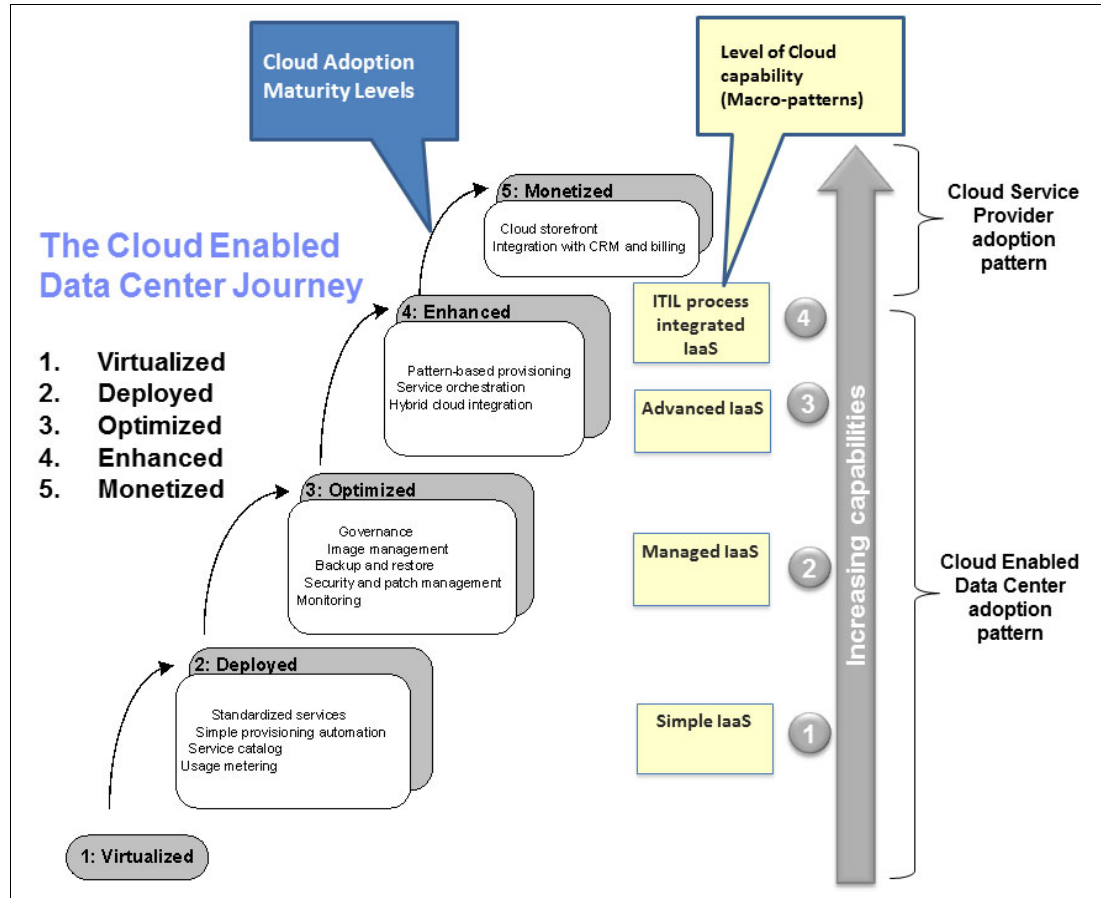 Cloud Adoption
Maturity Levels
Level of Cloud
capability
(Macro-patterns)
The Cloud Enabled
Data Center Journey
1. Virtualized
2. Deployed
3. Optimized
4. Enhanced
5. Monetized
5: Monetized
Cloud storefront
Integration with CRM and billing
4: Enhanced
Pattern-based provisioning
Service orchestration
Hybrid cloud integration
3: Optimized
Governance
Image management
Backup and restore
Security and patch management
Monitoring
2: Deployed
Standardized services
Simple provisioning automation
Service catalog
Usage metering
1: Virtualized
ITIL process
integrated
IaaS
4
Advanced IaaS
3
Managed IaaS
2
Simple IaaS
1
Increasing capabilities
Cloud Service
Provider
adoption
pattern
Cloud Enabled
Data Center
adoption
pattern